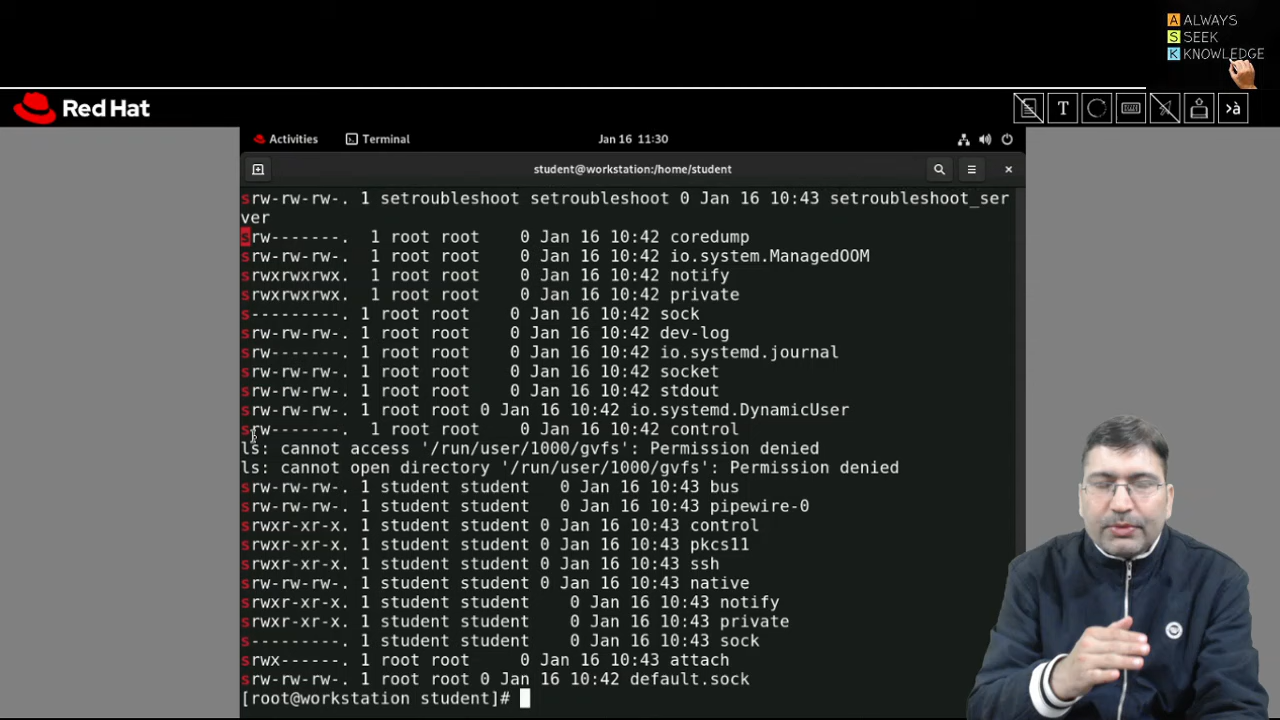 A ALWAYS
S SEEK
K KNOWLEDGE
Red Hat
T
>à
Activities Terminal Jan 16 11:30
student@workstation:/home/student
srw-rw-rw-. 1 setroubleshoot setroubleshoot 0 Jan 16 10:43 setroubleshoot_ser
ver
srw-------. 1 root root 0 Jan 16 10:42 coredump
srw-rw-rw-. 1 root root 0 Jan 16 10:42 io.system.ManagedOOM
srwxrwxrwx. 1 root root 0 Jan 16 10:42 notify
srwxrwxrwx. 1 root root 0 Jan 16 10:42 private
s---------. 1 root root 0 Jan 16 10:42 sock
srw-rw-rw-. 1 root root 0 Jan 16 10:42 dev-log
srw-------. 1 root root 0 Jan 16 10:42 io.systemd.journal
srw-rw-rw-. 1 root root 0 Jan 16 10:42 socket
srw-rw-rw-. 1 root root 0 Jan 16 10:42 stdout
srw-rw-rw-. 1 root root 0 Jan 16 10:42 io.systemd.DynamicUser
srw-------. 1 root root 0 Jan 16 10:42 control
ls: cannot access '/run/user/1000/gvfs': Permission denied
ls: cannot open directory '/run/user/1000/gvfs': Permission denied
srw-rw-rw-. 1 student student 0 Jan 16 10:43 bus
srw-rw-rw-. 1 student student 0 Jan 16 10:43 pipewire-0
srwxr-xr-x. 1 student student 0 Jan 16 10:43 control
srwxr-xr-x. 1 student student 0 Jan 16 10:43 pkcs11
srwxr-xr-x. 1 student student 0 Jan 16 10:43 ssh
srw-rw-rw-. 1 student student 0 Jan 16 10:43 native
srwxr-xr-x. 1 student student 0 Jan 16 10:43 notify
srwxr-xr-x. 1 student student 0 Jan 16 10:43 private
s---------. 1 student student 0 Jan 16 10:43 sock
srwx------. 1 root root 0 Jan 16 10:43 attach
srw-rw-rw-. 1 root root 0 Jan 16 10:42 default.sock
[root@workstation student]#